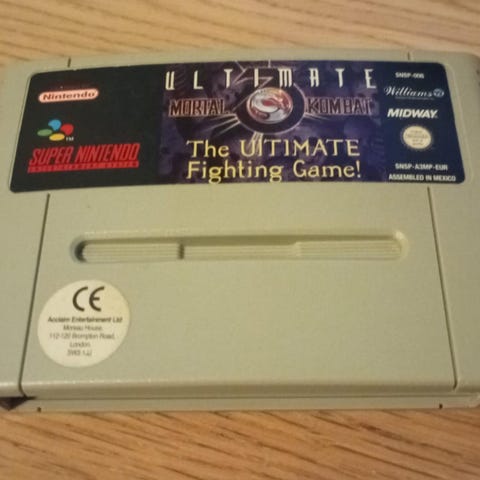 ULTIMATE
MORTAL KOMBAT
The UlTIMATE
Fighting Game!
Nintendo
SUPER NINTENDO
ENTERTAINMENT SYSTEM
TM
SNSP-006
Williams
MIDWAY
SNSP-A3MP-EUR
ASSEMBLED IN MEXICO
CE
Acclaim Entertainment Ltd
Moreau House,
112-120 Brompton Road,
London.
SW3 1JJ